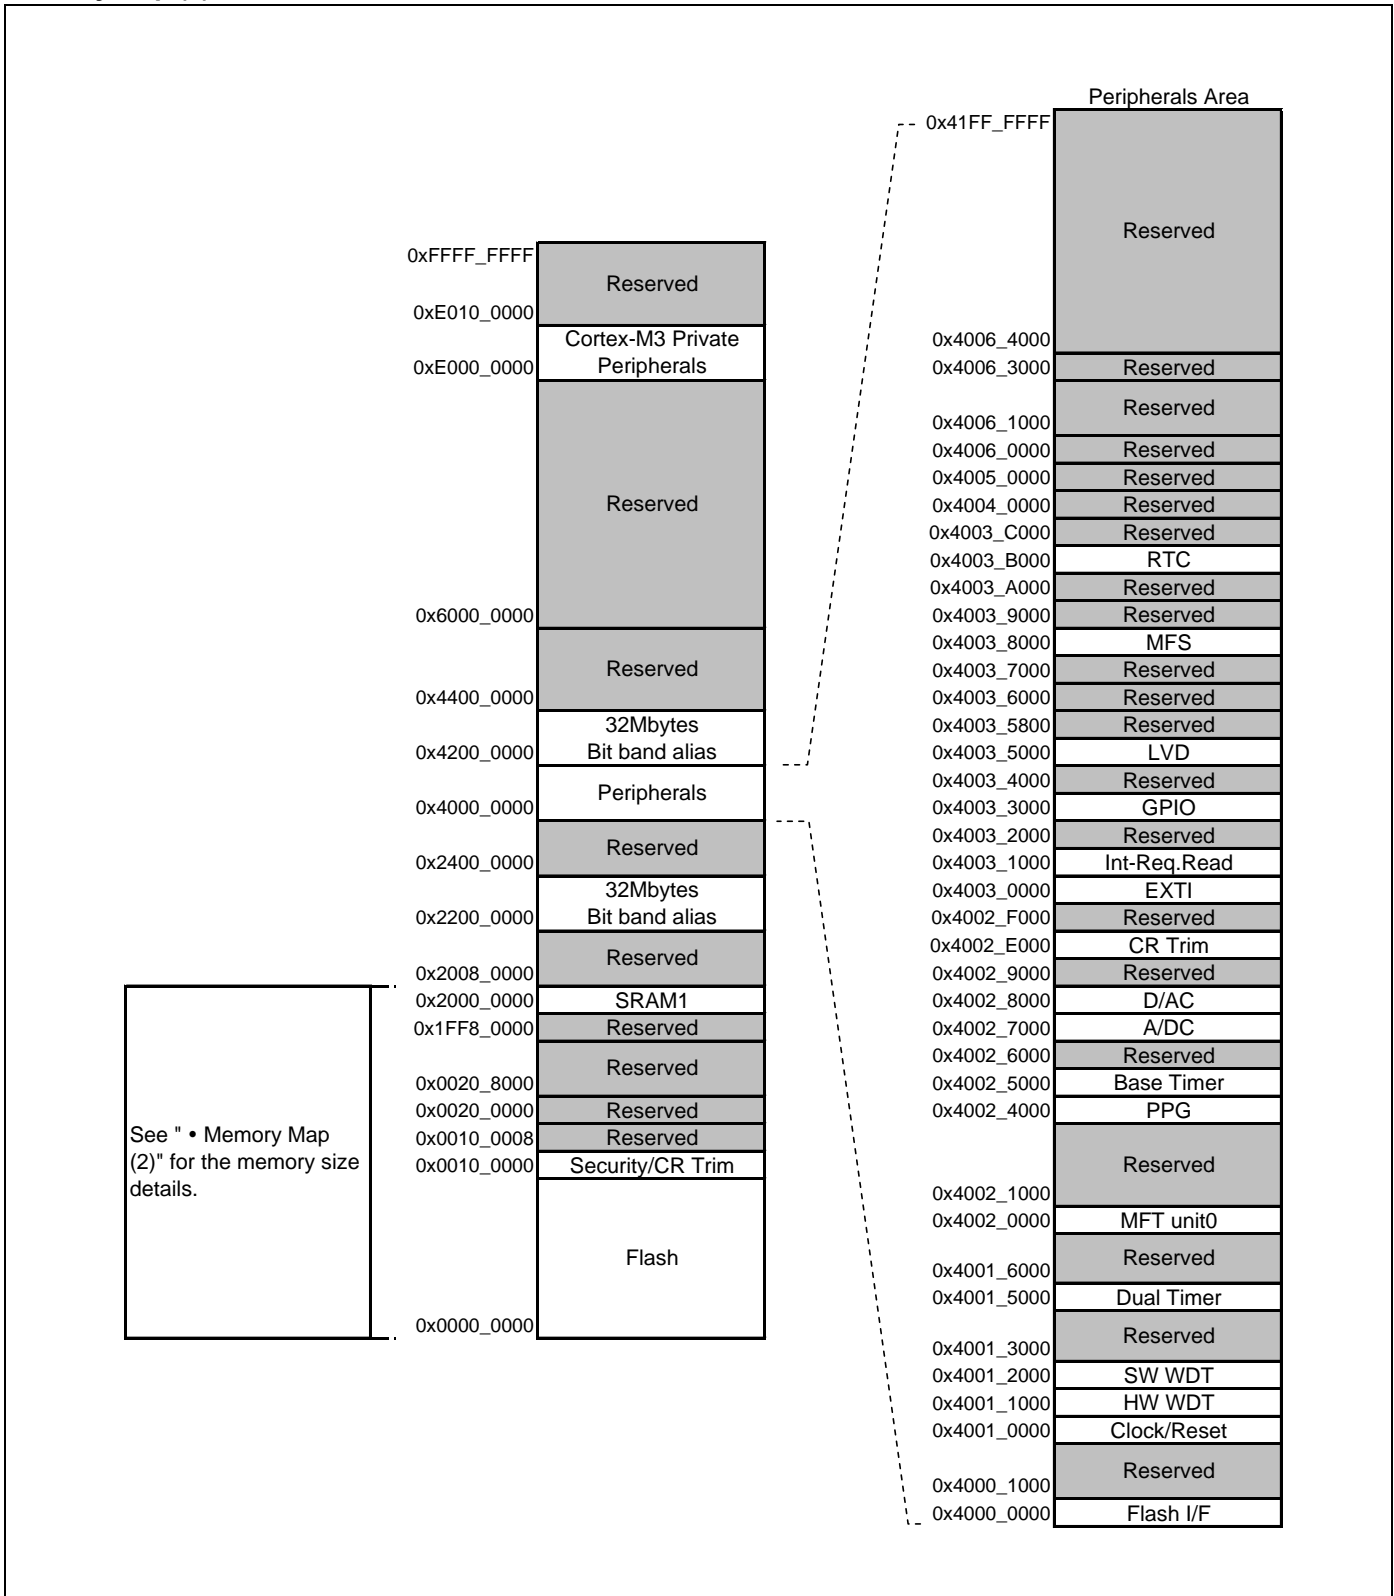 Peripherals Area
0x41FF_FFFF
Reserved
0x4006_4000
0x4006_3000 Reserved
Reserved
0x4006_1000
0x4006_0000 Reserved
0x4005_0000 Reserved
0x4004_0000 Reserved
0x4003_C000 Reserved
0x4003_B000 RTC
0x4003_A000 Reserved
0x4003_9000 Reserved
0x4003_8000 MFS
0x4003_7000 Reserved
0x4003_6000 Reserved
0x4003_5800 Reserved
0x4003_5000 LVD
0x4003_4000 Reserved
0x4003_3000 GPIO
0x4003_2000 Reserved
0x4003_1000 Int-Req.Read
0x4003_0000 EXTI
0x4002_F000 Reserved
0x4002_E000 CR Trim
0x4002_9000 Reserved
0x4002_8000 D/AC
0x4002_7000 A/DC
0x4002_6000 Reserved
0x4002_5000 Base Timer
0x4002_4000 PPG
Reserved
0x4002_1000
0x4002_0000 MFT unit0
Reserved
0x4001_6000
0x4001_5000 Dual Timer
Reserved
0x4001_3000
0x4001_2000 SW WDT
0x4001_1000 HW WDT
0x4001_0000 Clock/Reset
Reserved
0x4000_1000
0x4000_0000 Flash I/F
0xFFFF_FFFF
Reserved
0xE010_0000
Cortex-M3 Private
0xE000_0000 Peripherals
Reserved
0x6000_0000
Reserved
0x4400_0000
32Mbytes
0x4200_0000 Bit band alias
Peripherals
0x4000_0000
Reserved
0x2400_0000
32Mbytes
0x2200_0000 Bit band alias
Reserved
0x2008_0000
0x2000_0000 SRAM1
0x1FF8_0000 Reserved
Reserved
0x0020_8000
0x0020_0000 Reserved
0x0010_0008 Reserved
0x0010_0000 Security/CR Trim
Flash
0x0000_0000
See " • Memory Map
(2)" for the memory size
details.